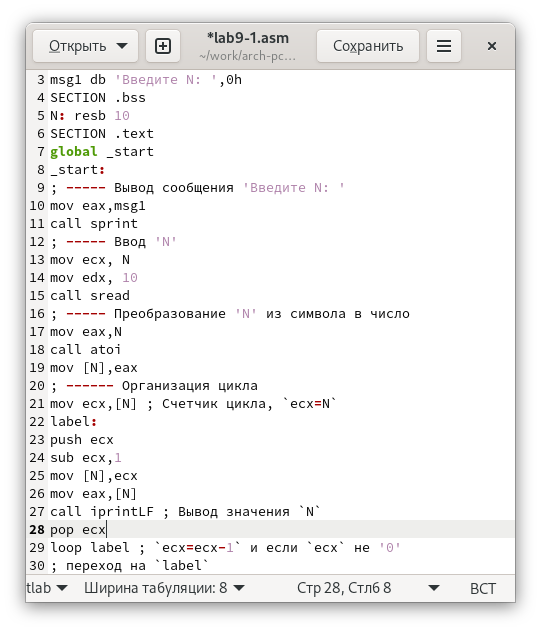 Открыть
*lab9-1.asm
~/work/arch-pc...
Сохранить
3 msg1 db 'Введите N: ',0h
4 SECTION .bss
5 N: resb 10
6 SECTION .text
7 global _start
8 _start:
9 ; ----- Вывод сообщения 'Введите N: '
10 mov eax,msg1
11 call sprint
12 ; ----- Ввод 'N'
13 mov ecx, N
14 mov edx, 10
15 call sread
16 ; ----- Преобразование 'N' из символа в число
17 mov eax,N
18 call atoi
19 mov [N],eax
20 ; ------ Организация цикла
21 mov ecx,[N] ; Счетчик цикла, `ecx=N`
22 label:
23 push ecx
24 sub ecx,1
25 mov [N],ecx
26 mov eax,[N]
27 call iprintLF ; Вывод значения `N`
28 pop ecx
29 loop label ; `ecx=ecx-1` и если `ecx` не '0'
30 ; переход на `label`
tlab
Ширина табуляции: 8
Стр 28, Стлб 8
ВСТ